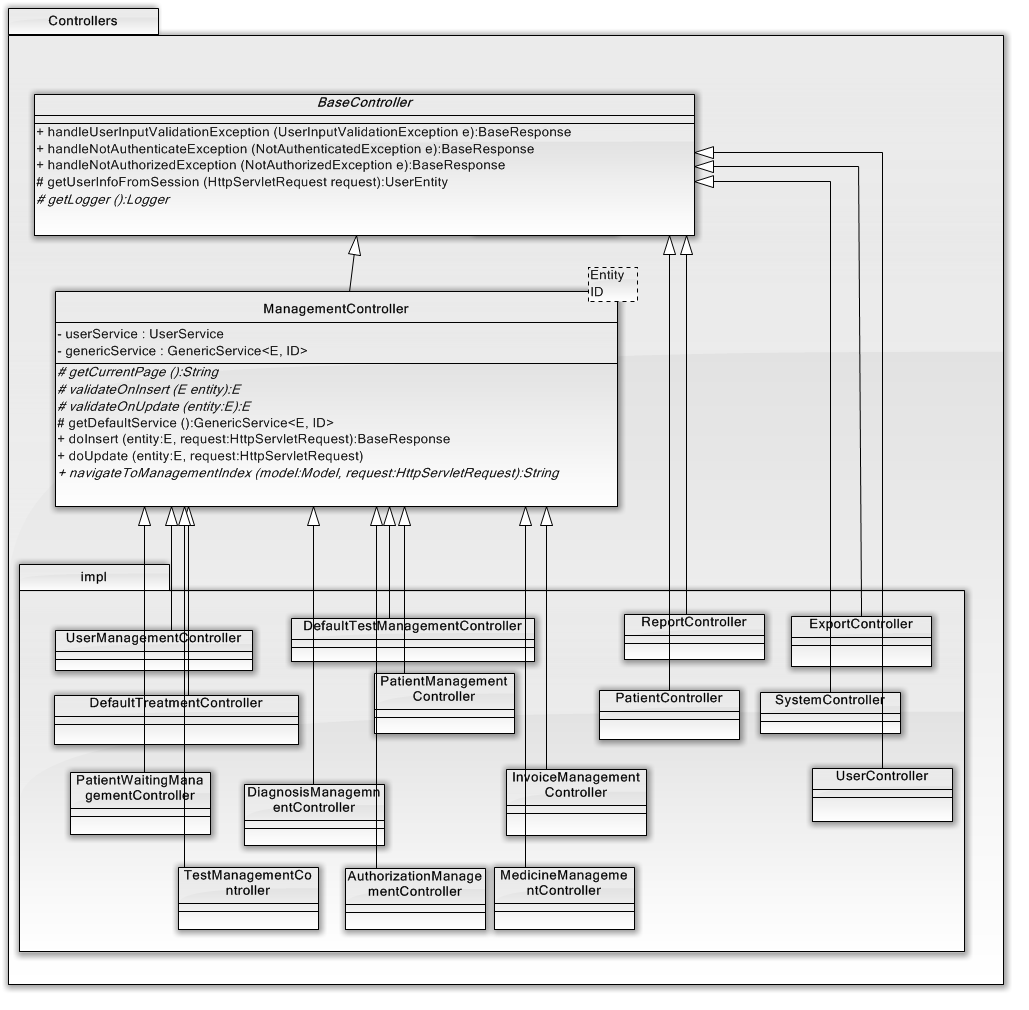 Controllers
BaseController
+ handleUserInputValidationException (UserInputValidationException e):BaseResponse
+ handleNotAuthenticateException (NotAuthenticatedException e):BaseResponse
+ handleNotAuthorizedException (NotAuthorizedException e):BaseResponse
# getUserInfoFromSession (HttpServletRequest request):UserEntity
# getLogger ():Logger
Entity
ID
ManagementController
- userService : UserService
- genericService : GenericService<E, ID>
# getCurrentPage ():String
# validateOnInsert (E entity):E
# validateOnUpdate (entity:E):E
# getDefaultService ():GenericService<E, ID>
+ doInsert (entity:E, request:HttpServletRequest):BaseResponse
+ doUpdate (entity:E, request:HttpServletRequest)
+ navigateToManagementIndex (model:Model, request:HttpServletRequest):String
impl
UserManagementController
DefaultTestManagementController
ReportController
ExportController
DefaultTreatmentController
PatientManagement
Controller
PatientController
SystemController
PatientWaitingMana
gementController
DiagnosisManagemn
entController
InvoiceManagement
Controller
UserController
TestManagementCo
ntroller
AuthorizationManage
mentController
MedicineManageme
ntController